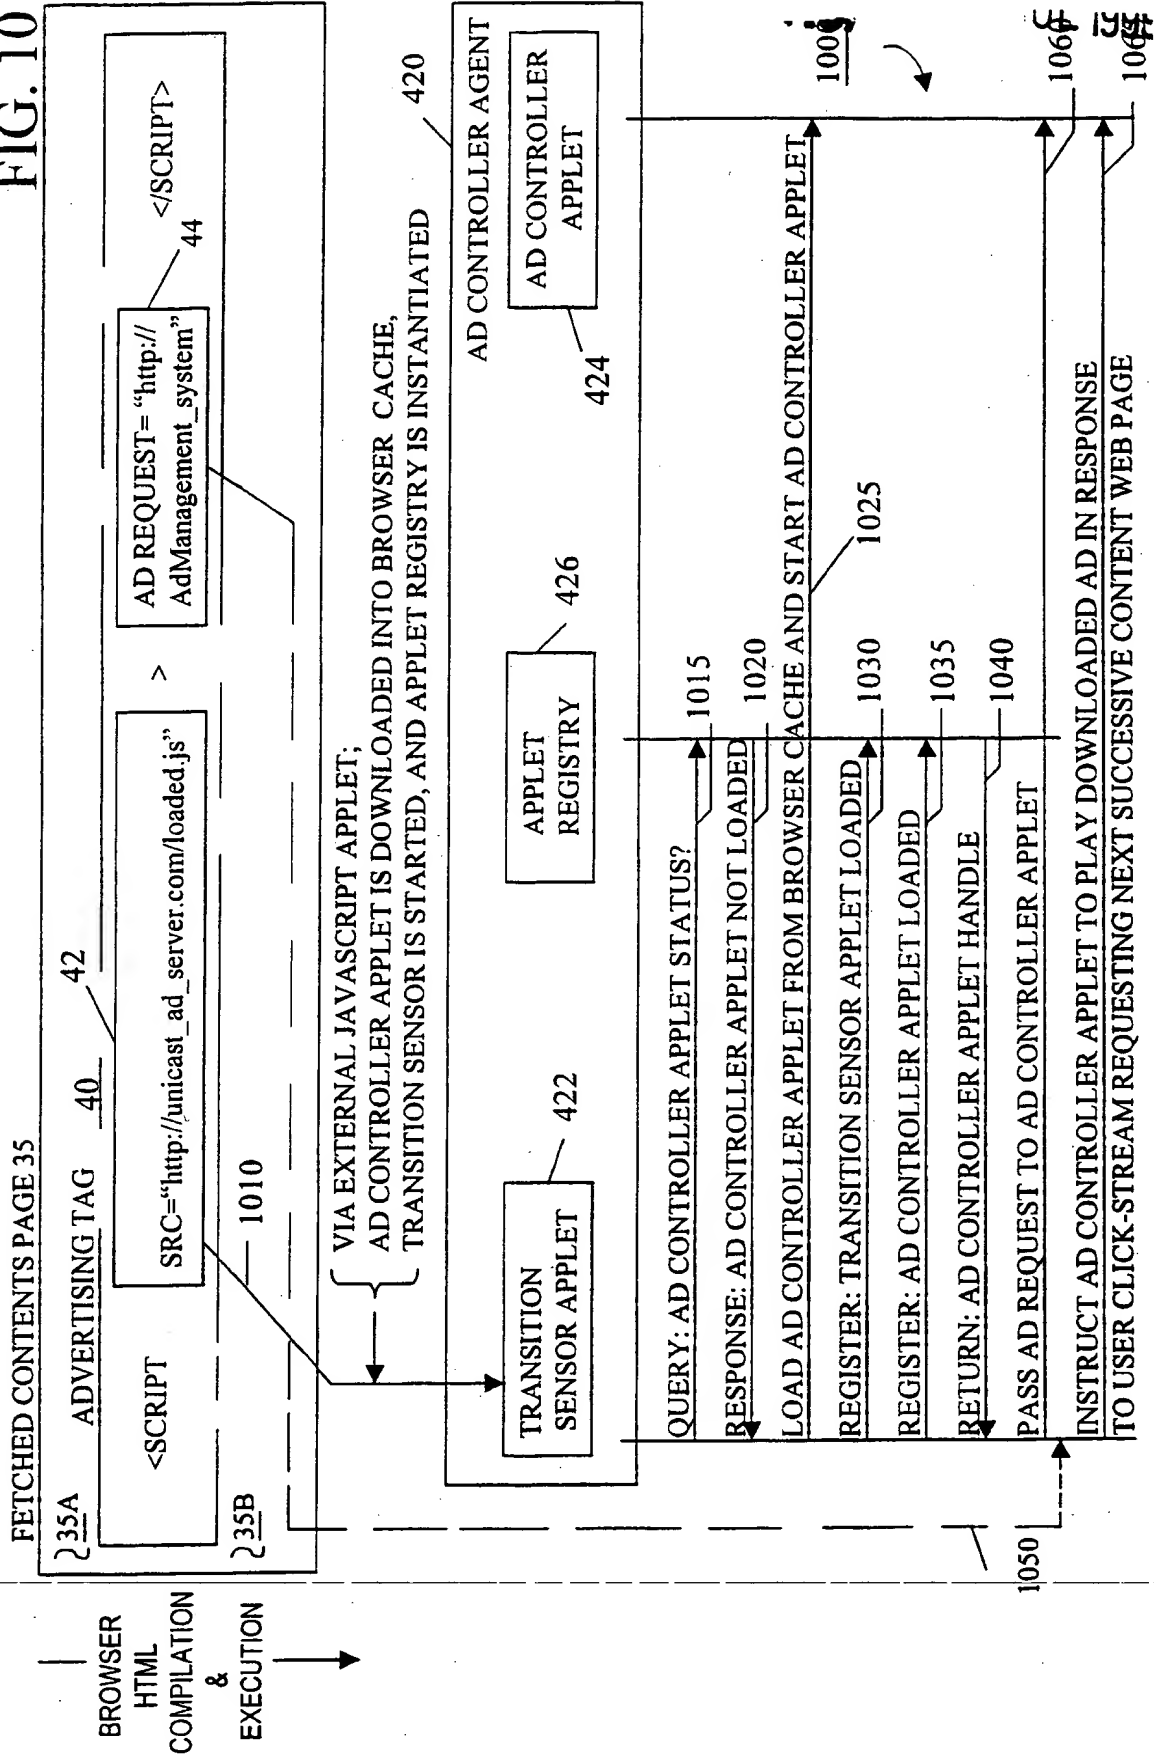 FIG. 10
FETCHED CONTENTS PAGE 35
35A
ADVERTISING TAG 40
42
<SCRIPT
SRC="http://unicast_ad_server.com/loaded.js"
>
AD REQUEST= "http://
AdManagement_system"
44
</SCRIPT>
35B
1010
BROWSER
HTML
COMPILATION
&
EXECUTION
VIA EXTERNAL JAVASCRIPT APPLET;
AD CONTROLLER APPLET IS DOWNLOADED INTO BROWSER CACHE,
TRANSITION SENSOR IS STARTED, AND APPLET REGISTRY IS INSTANTIATED
420
AD CONTROLLER AGENT
TRANSITION
SENSOR APPLET
422
APPLET
REGISTRY
426
AD CONTROLLER
APPLET
424
QUERY: AD CONTROLLER APPLET STATUS?
1015
RESPONSE: AD CONTROLLER APPLET NOT LOADED
1020
LOAD AD CONTROLLER APPLET FROM BROWSER CACHE AND START AD CONTROLLER APPLET
1000
1025
REGISTER: TRANSITION SENSOR APPLET LOADED
1030
REGISTER: AD CONTROLLER APPLET LOADED
1035
RETURN: AD CONTROLLER APPLET HANDLE
1040
PASS AD REQUEST TO AD CONTROLLER APPLET
1050
INSTRUCT AD CONTROLLER APPLET TO PLAY DOWNLOADED AD IN RESPONSE
TO USER CLICK-STREAM REQUESTING NEXT SUCCESSIVE CONTENT WEB PAGE